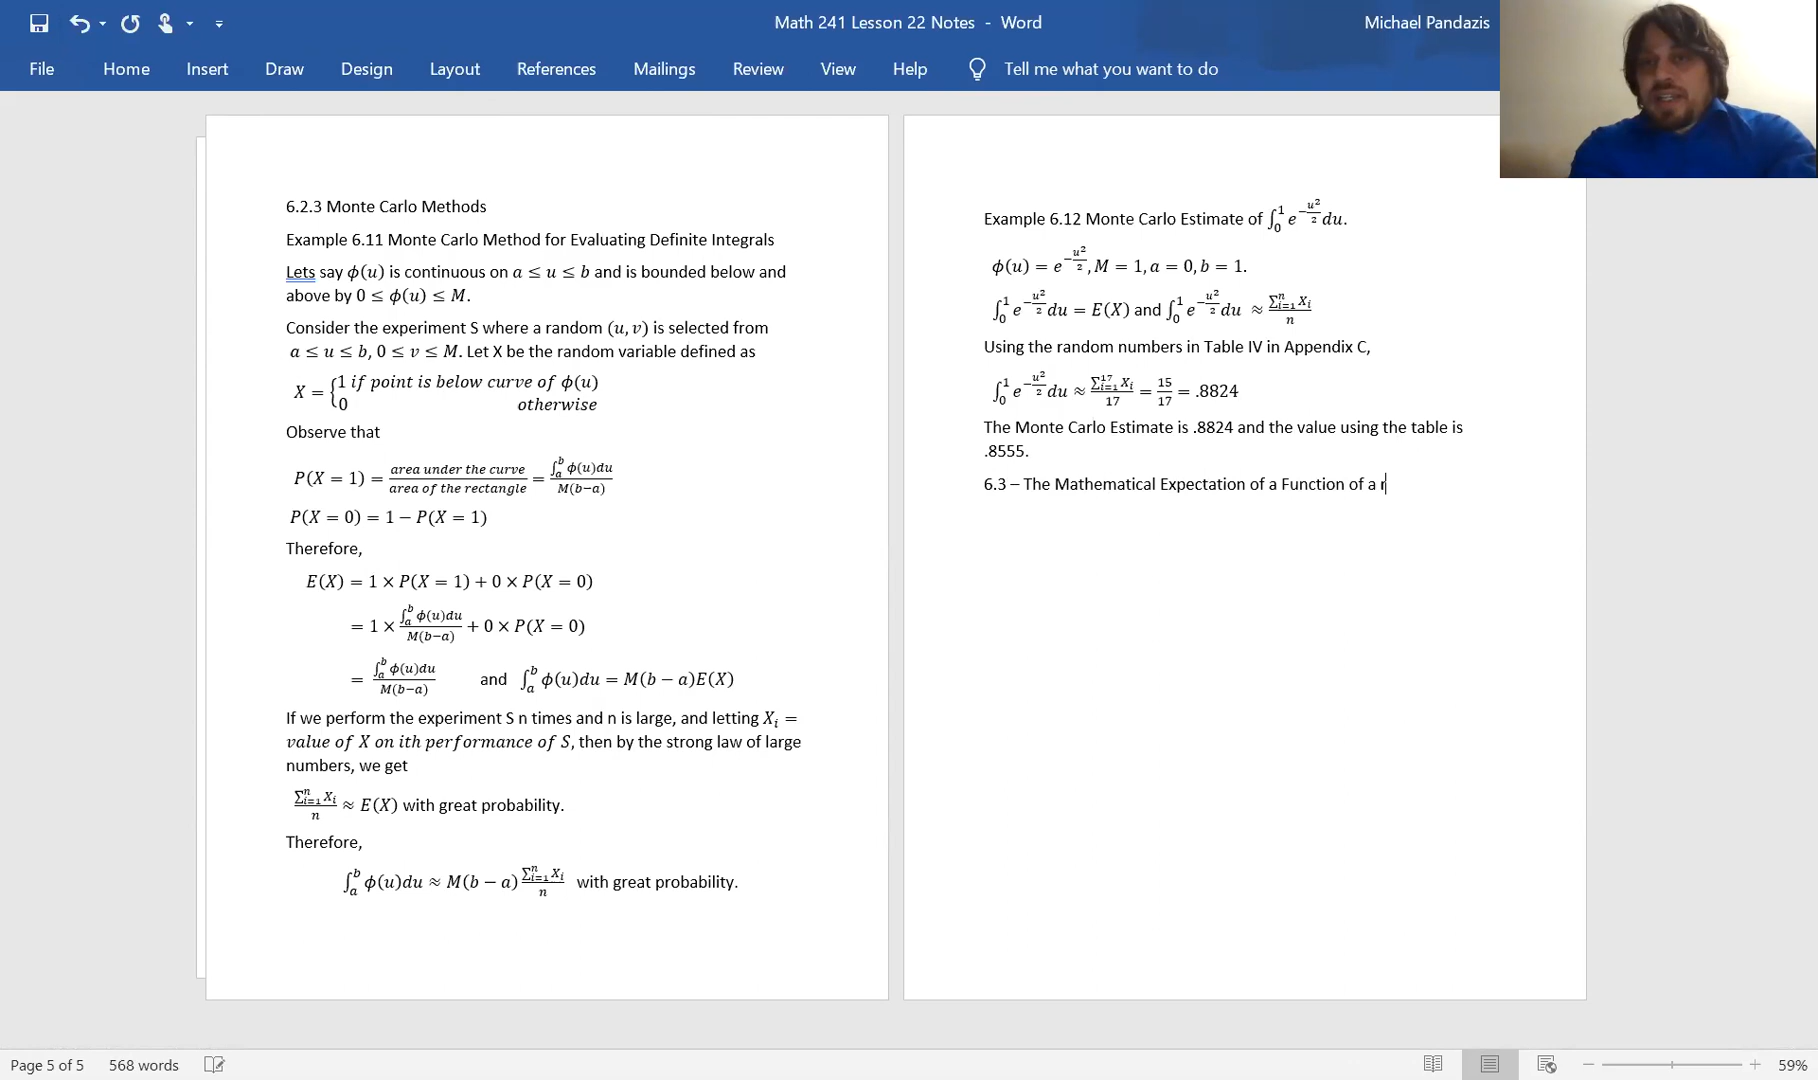 Math 241 Lesson 22 Notes - Word
Michael Pandazis
File Home Insert Draw Design Layout References Mailings Review View Help Tell me what you want to do
6.2.3 Monte Carlo Methods
Example 6.11 Monte Carlo Method for Evaluating Definite Integrals
Lets say ϕ(u) is continuous on a ≤ u ≤ b and is bounded below and
above by 0 ≤ ϕ(u) ≤ M.
Consider the experiment S where a random (u, v) is selected from
a ≤ u ≤ b, 0 ≤ v ≤ M. Let X be the random variable defined as
X = {1 if point is below curve of ϕ(u)
0 otherwise
Observe that
P(X = 1) = area under the curve / area of the rectangle = ∫_a^b ϕ(u)du / M(b−a)
P(X = 0) = 1 − P(X = 1)
Therefore,
E(X) = 1 × P(X = 1) + 0 × P(X = 0)
= 1 × ∫_a^b ϕ(u)du / M(b−a) + 0 × P(X = 0)
= ∫_a^b ϕ(u)du / M(b−a) and ∫_a^b ϕ(u)du = M(b − a)E(X)
If we perform the experiment S n times and n is large, and letting X_i =
value of X on ith performance of S, then by the strong law of large
numbers, we get
∑_{i=1}^n X_i / n ≈ E(X) with great probability.
Therefore,
∫_a^b ϕ(u)du ≈ M(b − a) ∑_{i=1}^n X_i / n with great probability.
Example 6.12 Monte Carlo Estimate of ∫_0^1 e^{−u²/2} du.
ϕ(u) = e^{−u²/2}, M = 1, a = 0, b = 1.
∫_0^1 e^{−u²/2} du = E(X) and ∫_0^1 e^{−u²/2} du ≈ ∑_{i=1}^n X_i / n
Using the random numbers in Table IV in Appendix C,
∫_0^1 e^{−u²/2} du ≈ ∑_{i=1}^{17} X_i / 17 = 15/17 = .8824
The Monte Carlo Estimate is .8824 and the value using the table is
.8555.
6.3 – The Mathematical Expectation of a Function of a r
Page 5 of 5 568 words
59%